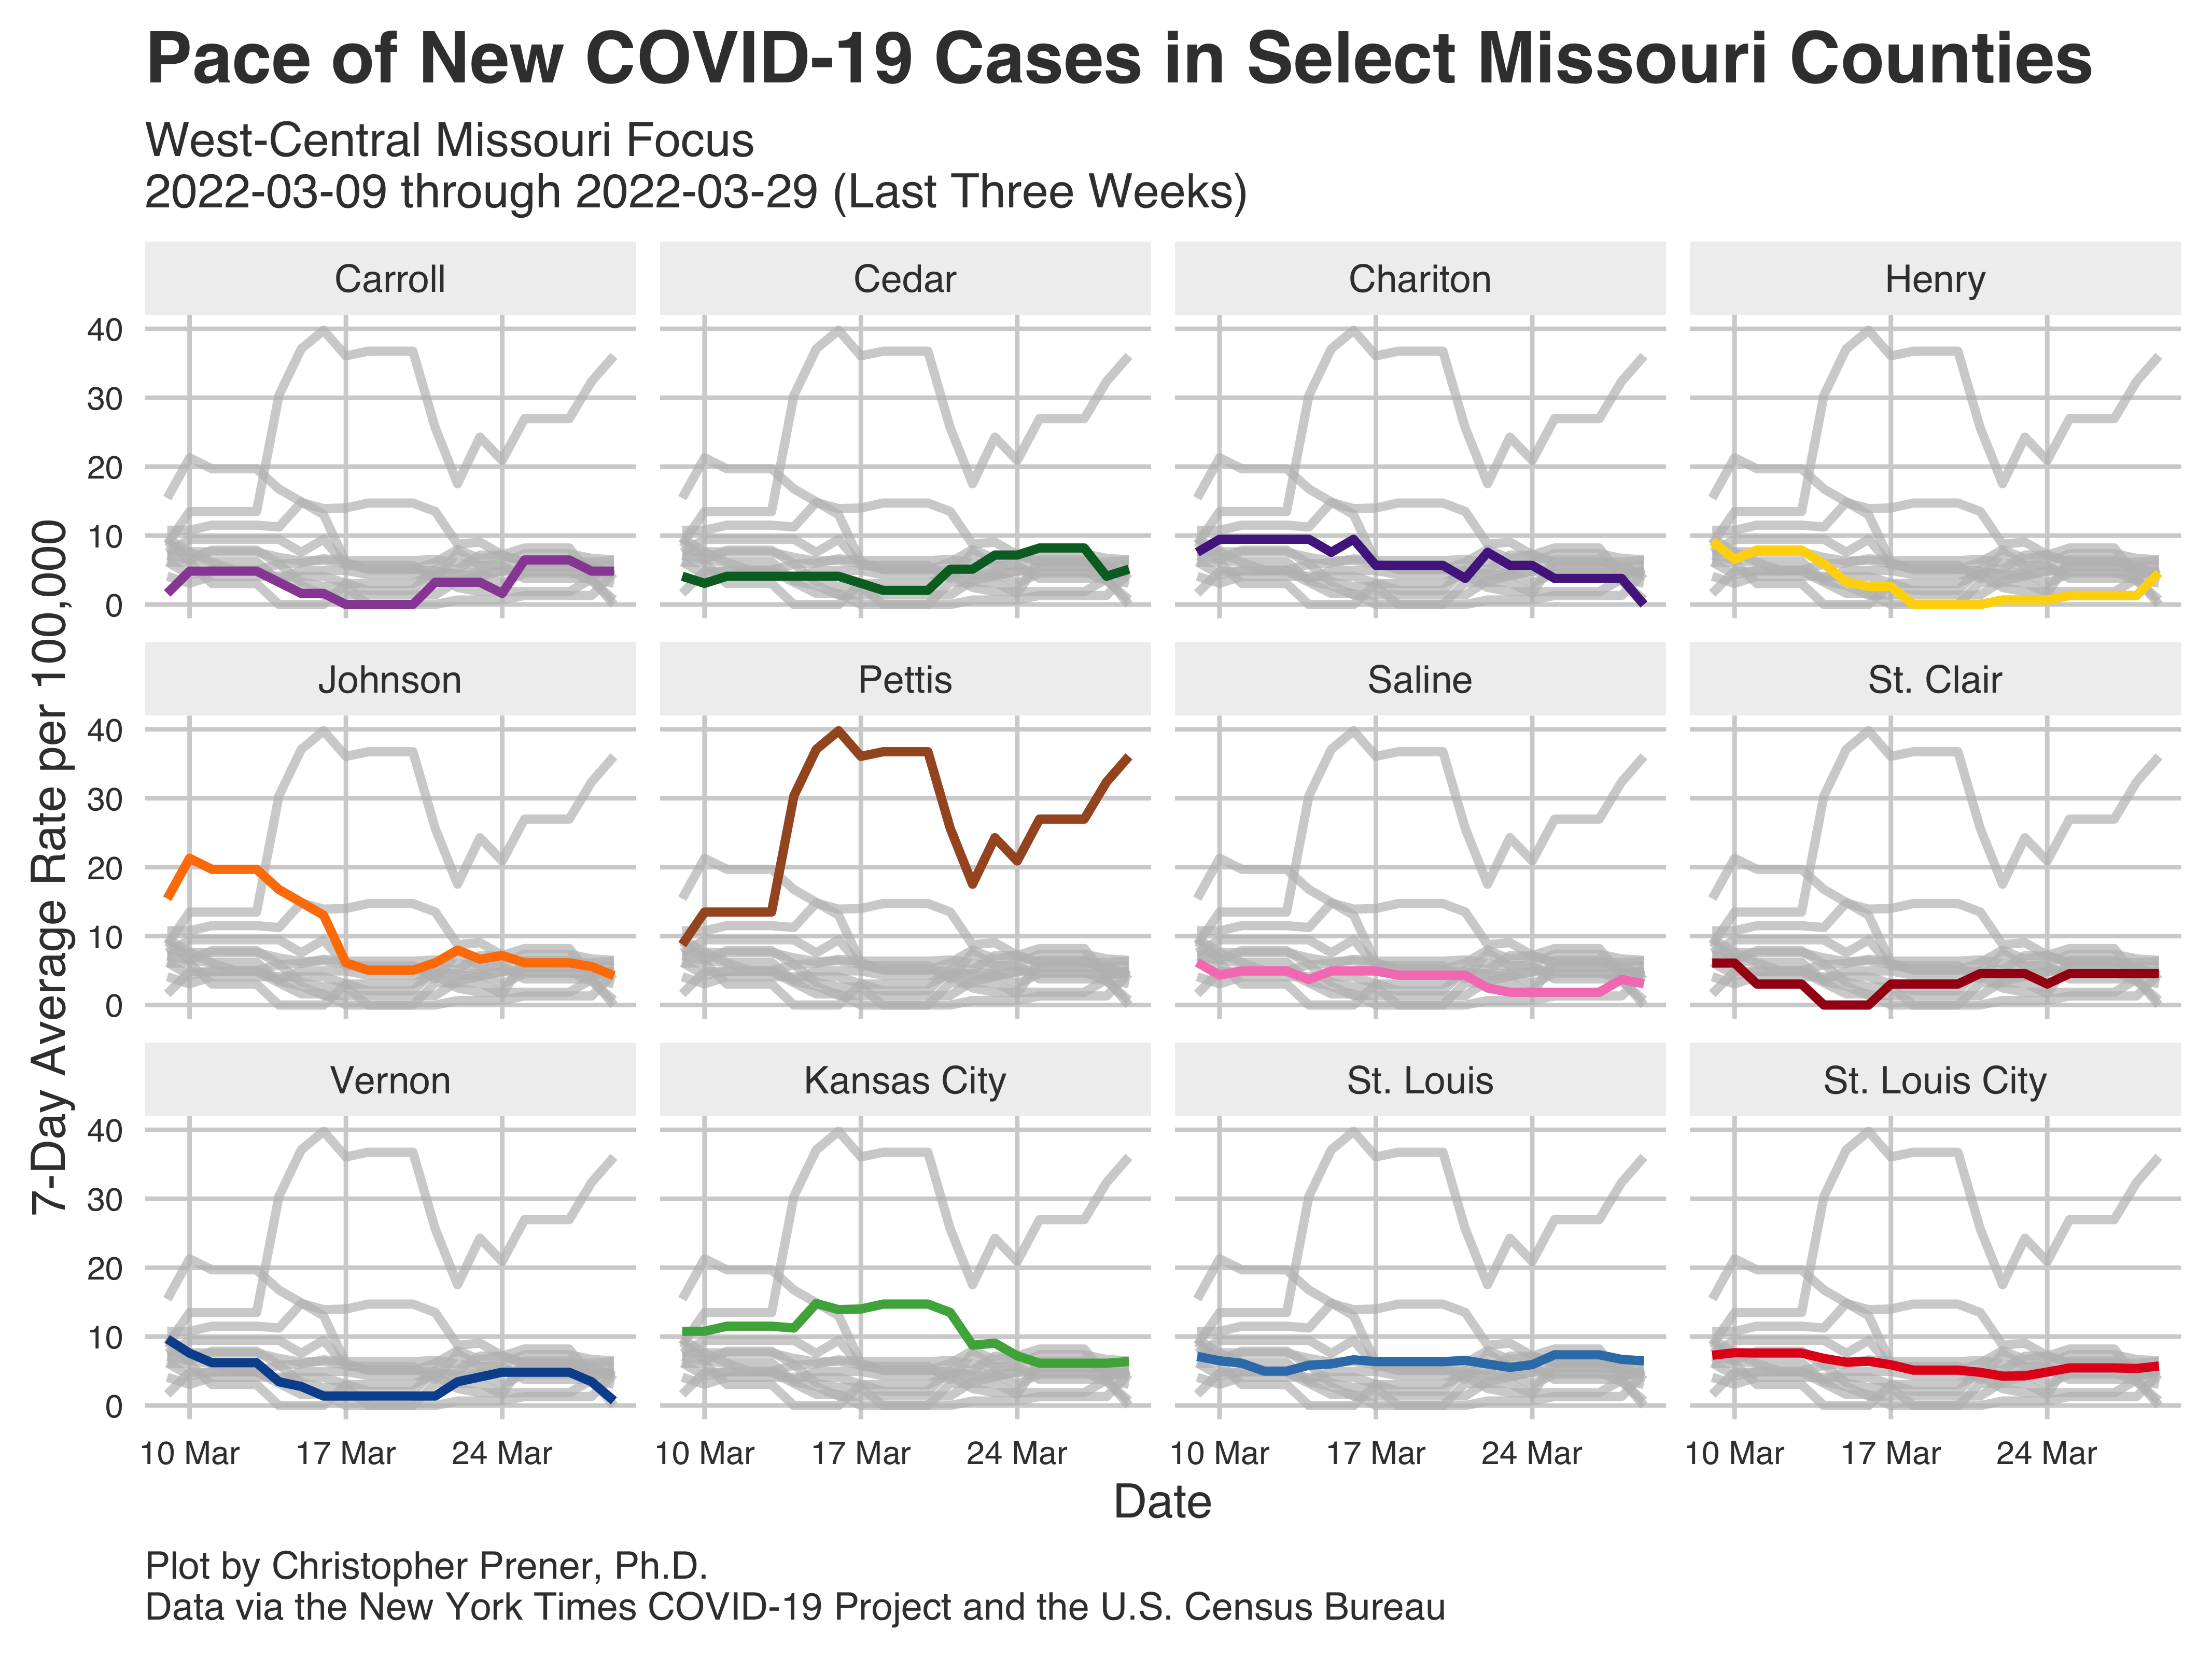 Pace of New COVID-19 Cases in Select Missouri Counties
West-Central Missouri Focus
2022-03-09 through 2022-03-29 (Last Three Weeks)
Carroll
Cedar
Chariton
Henry
40
30
20
10
0
Johnson
Pettis
Saline
St. Clair
40
30
20
10
0
Vernon
Kansas City
St. Louis
St. Louis City
40
30
20
10
0
7-Day Average Rate per 100,000
10 Mar 17 Mar 24 Mar
10 Mar 17 Mar 24 Mar
10 Mar 17 Mar 24 Mar
10 Mar 17 Mar 24 Mar
Date
Plot by Christopher Prener, Ph.D.
Data via the New York Times COVID-19 Project and the U.S. Census Bureau